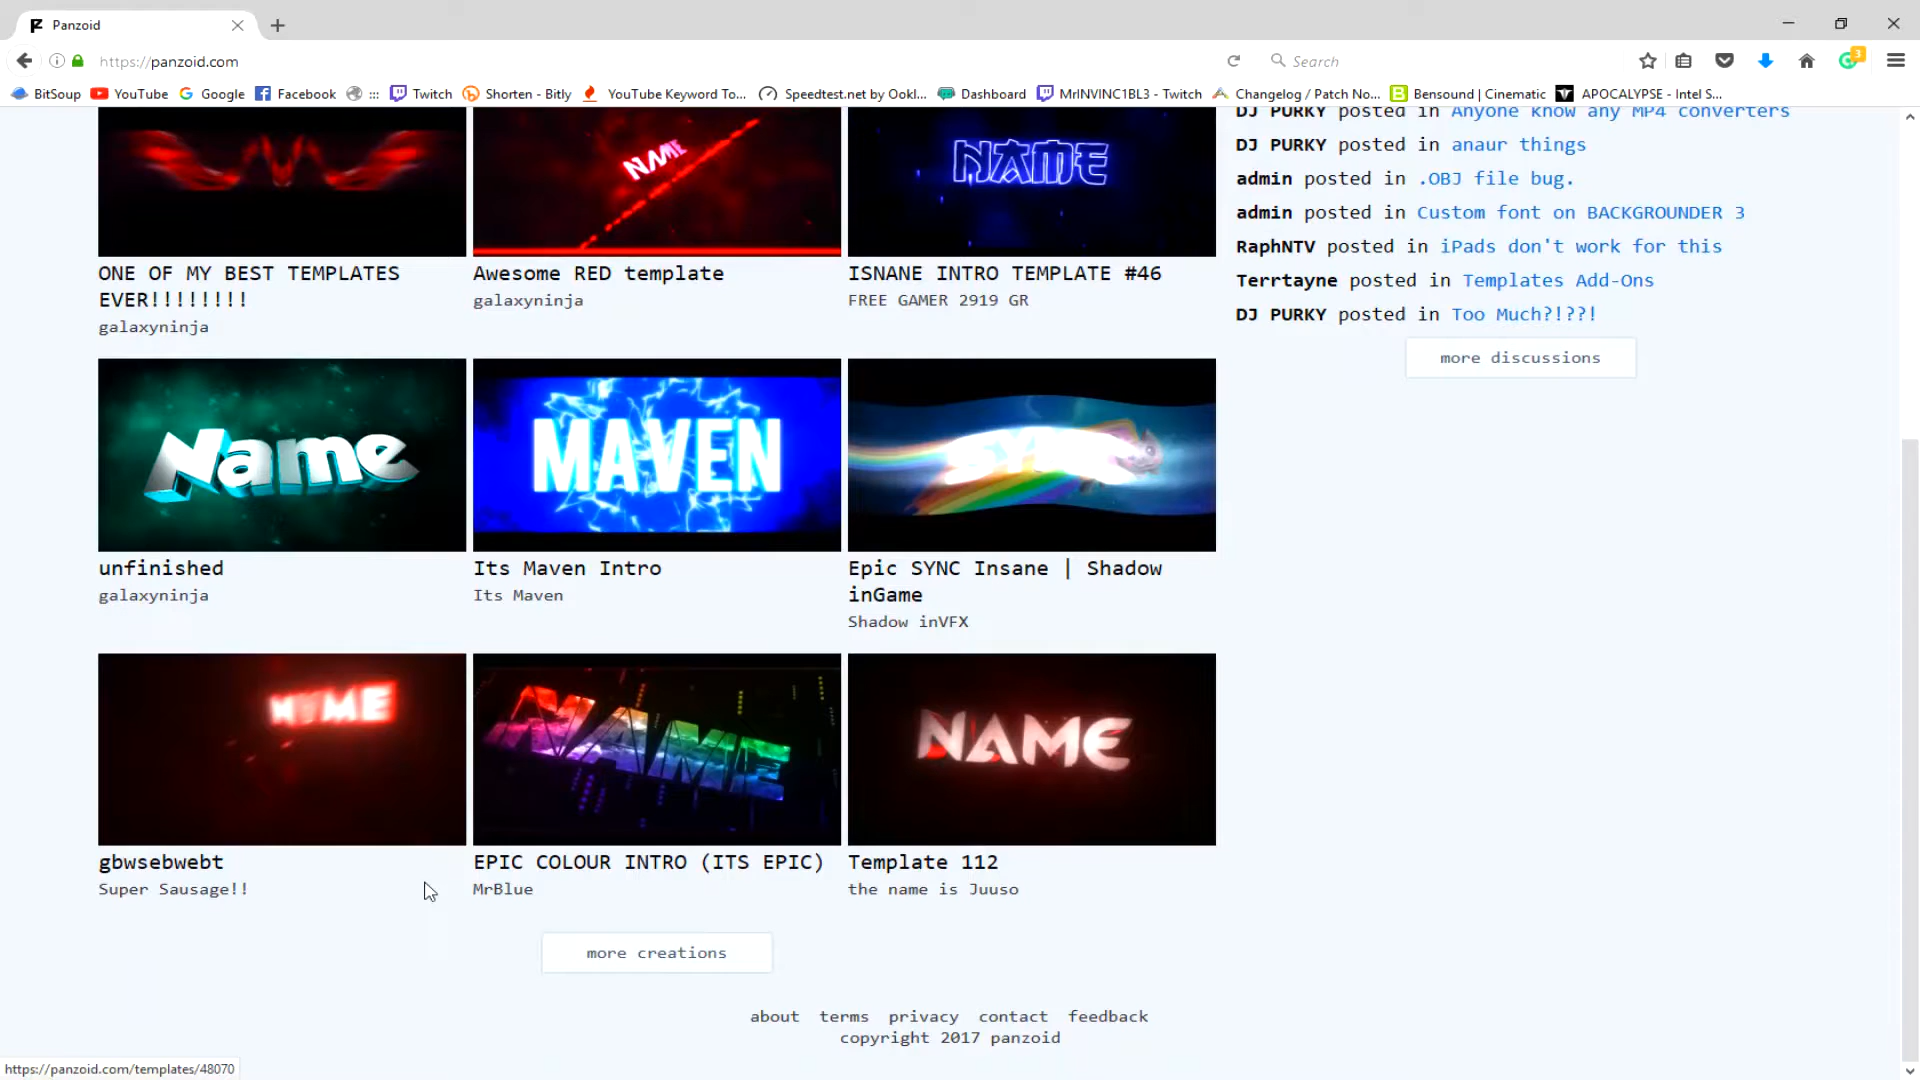 Panzoid
https://panzoid.com
Search
3
BitSoup
YouTube
Google
Facebook
:::
Twitch
Shorten - Bitly
YouTube Keyword To...
Speedtest.net by Ookl...
Dashboard
MrINVINC1BL3 - Twitch
Changelog / Patch No...
Bensound | Cinematic
APOCALYPSE - Intel S...
NAME
NAME
ONE OF MY BEST TEMPLATES
EVER!!!!!!!!
galaxyninja
Awesome RED template
galaxyninja
ISNANE INTRO TEMPLATE #46
FREE GAMER 2919 GR
DJ PURKY posted in Anyone know any MP4 converters
DJ PURKY posted in anaur things
admin posted in .OBJ file bug.
admin posted in Custom font on BACKGROUNDER 3
RaphNTV posted in iPads don't work for this
Terrtayne posted in Templates Add-Ons
DJ PURKY posted in Too Much?!??!
more discussions
Name
MAVEN
unfinished
galaxyninja
Its Maven Intro
Its Maven
Epic SYNC Insane | Shadow
inGame
Shadow inVFX
NAME
NAME
NAME
gbwsebwebt
Super Sausage!!
EPIC COLOUR INTRO (ITS EPIC)
MrBlue
Template 112
the name is Juuso
more creations
about terms privacy contact feedback
copyright 2017 panzoid
https://panzoid.com/templates/48070